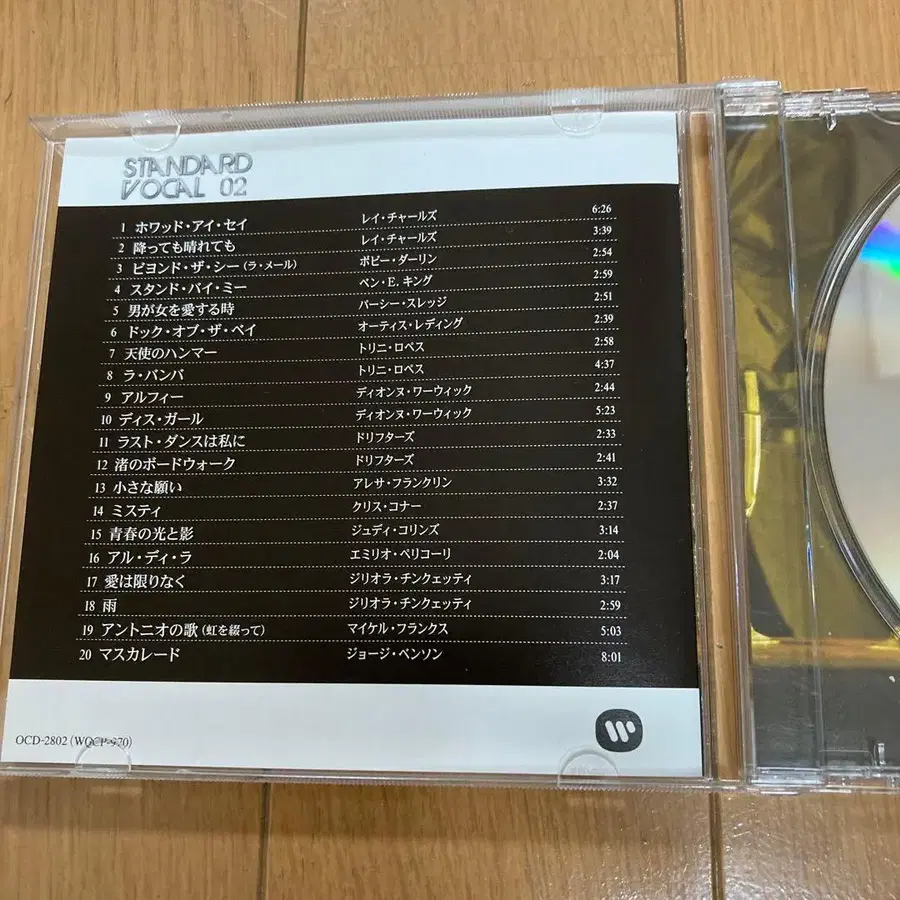 STANDARD
VOCAL 02
1 ホワッド・アイ・セイ レイ・チャールズ 6:26
2 降っても晴れても レイ・チャールズ 3:39
3 ビヨンド・ザ・シー(ラ・メール) ボビー・ダーリン 2:54
4 スタンド・バイ・ミー ベン・E. キング 2:59
5 男が女を愛する時 パーシー・スレッジ 2:51
6 ドック・オブ・ザ・ベイ オーティス・レディング 2:39
7 天使のハンマー トリニ・ロペス 2:58
8 ラ・バンバ トリニ・ロペス 4:37
9 アルフィー ディオンヌ・ワーウィック 2:44
10 ディス・ガール ディオンヌ・ワーウィック 5:23
11 ラスト・ダンスは私に ドリフターズ 2:33
12 渚のボードウォーク ドリフターズ 2:41
13 小さな願い アレサ・フランクリン 3:32
14 ミスティ クリス・コナー 2:37
15 青春の光と影 ジュディ・コリンズ 3:14
16 アル・ディ・ラ エミリオ・ペリコーリ 2:04
17 愛は限りなく ジリオラ・チンクェッティ 3:17
18 雨 ジリオラ・チンクェッティ 2:59
19 アントニオの歌(虹を綴って) マイケル・フランクス 5:03
20 マスカレード ジョージ・ベンソン 8:01
OCD-2802 (WQCP-970)